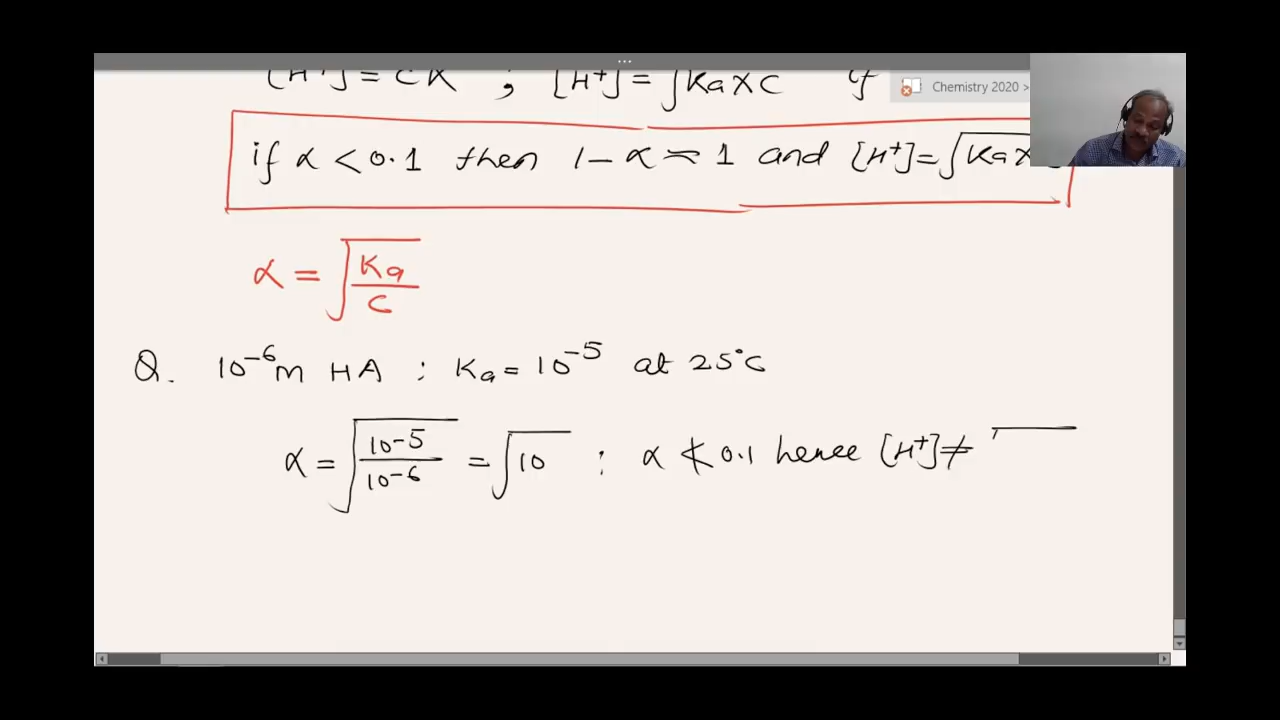 [H+] = Cα ; [H+] = √Ka×C if
Chemistry 2020 >
if α < 0.1 then 1 - α ≈ 1 and [H+] = √Ka×
α = √Ka/C
Q. 10⁻⁶ m HA : Ka = 10⁻⁵ at 25°C
α = √10⁻⁵/10⁻⁶ = √10 : α ≮ 0.1 hence [H+] ≠ √